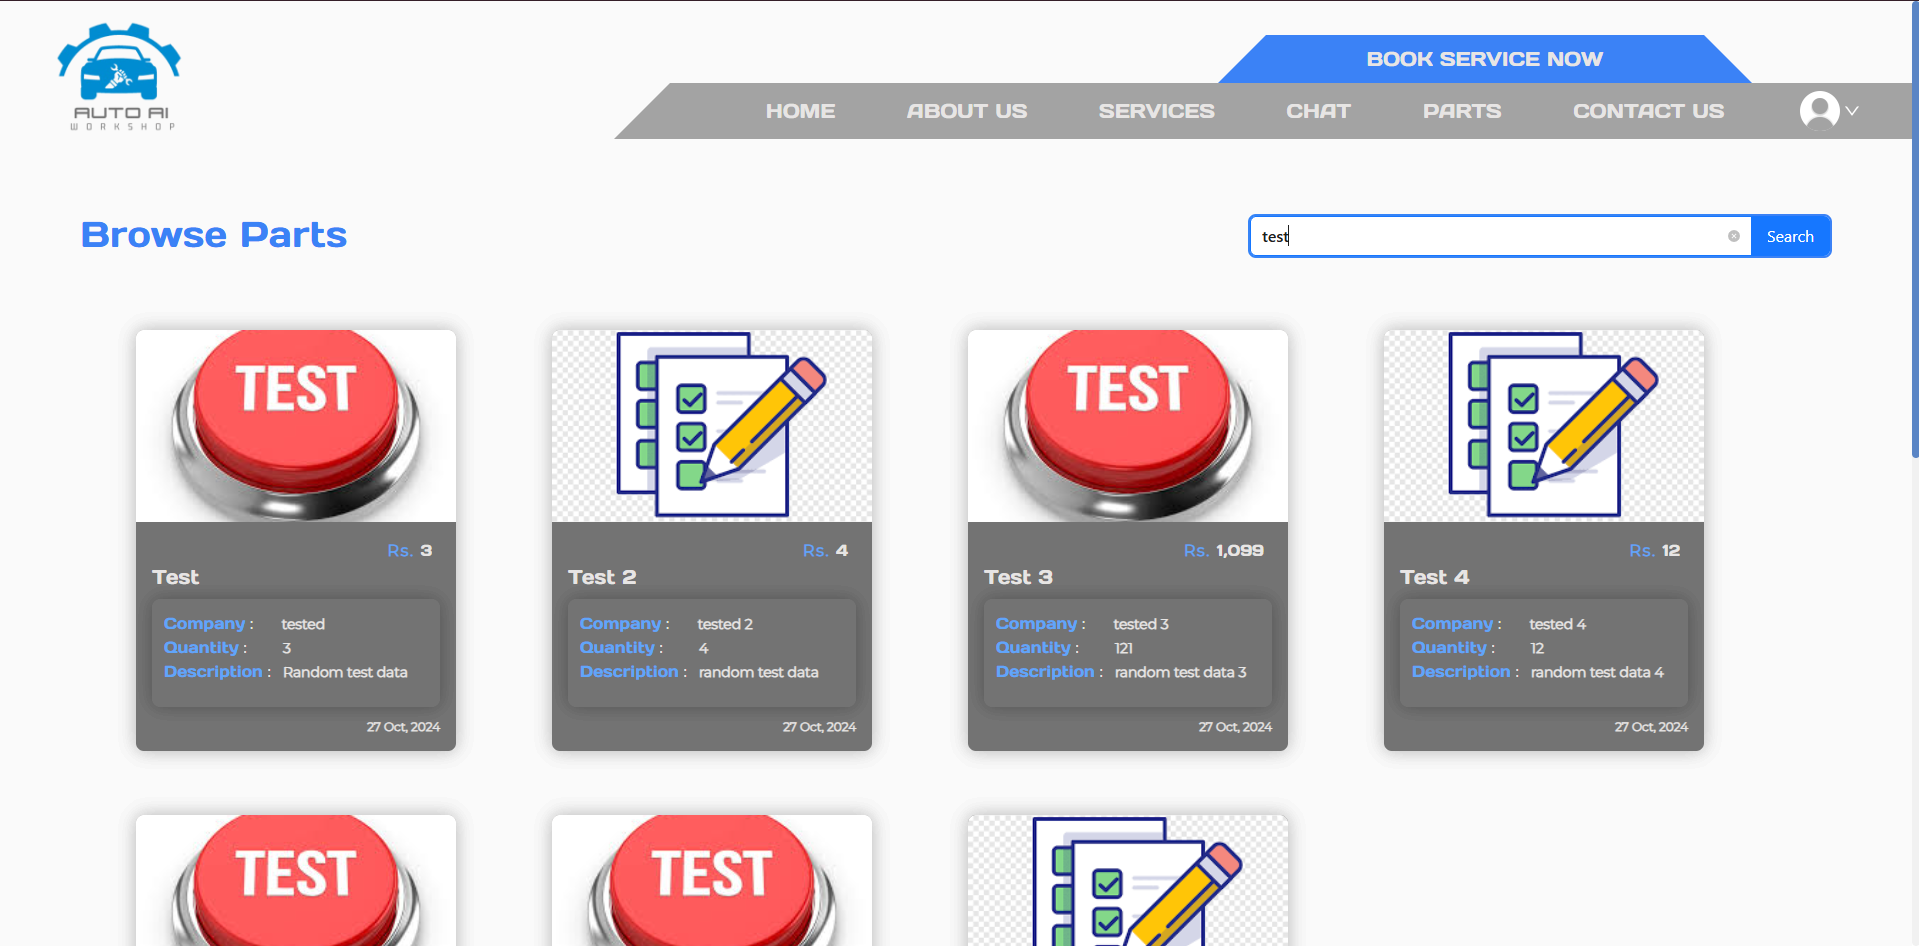 AUTO AI
WORKSHOP
BOOK SERVICE NOW
HOME ABOUT US SERVICES CHAT PARTS CONTACT US
Browse Parts
test
Search
TEST
Rs. 3
Test
Company : tested
Quantity : 3
Description : Random test data
27 Oct, 2024
Rs. 4
Test 2
Company : tested 2
Quantity : 4
Description : random test data
27 Oct, 2024
TEST
Rs. 1,099
Test 3
Company : tested 3
Quantity : 121
Description : random test data 3
27 Oct, 2024
Rs. 12
Test 4
Company : tested 4
Quantity : 12
Description : random test data 4
27 Oct, 2024
TEST
TEST